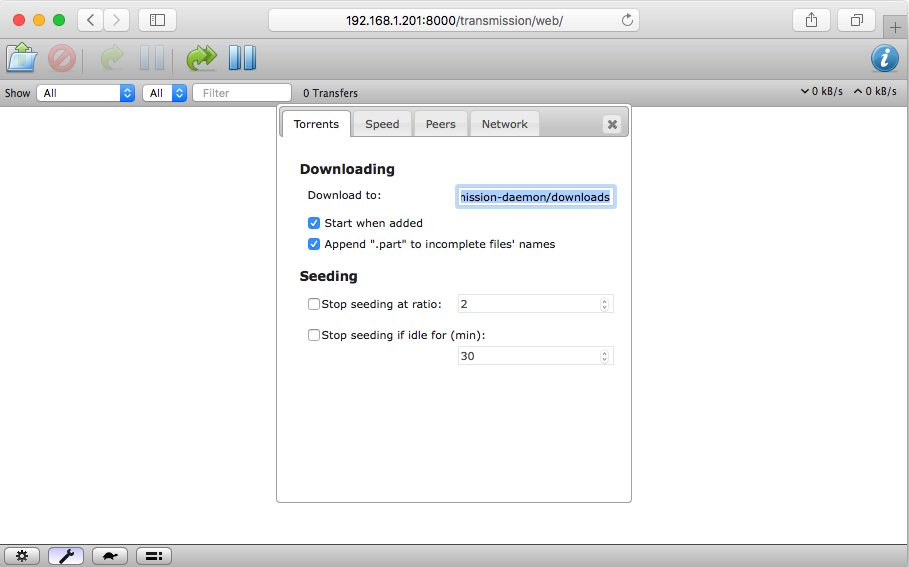 192.168.1.201:8000/transmission/web/
Show All All Filter 0 Transfers 0 kB/s 0 kB/s
Torrents Speed Peers Network
Downloading
Download to: mission-daemon/downloads
Start when added
Append ".part" to incomplete files' names
Seeding
Stop seeding at ratio: 2
Stop seeding if idle for (min):
30